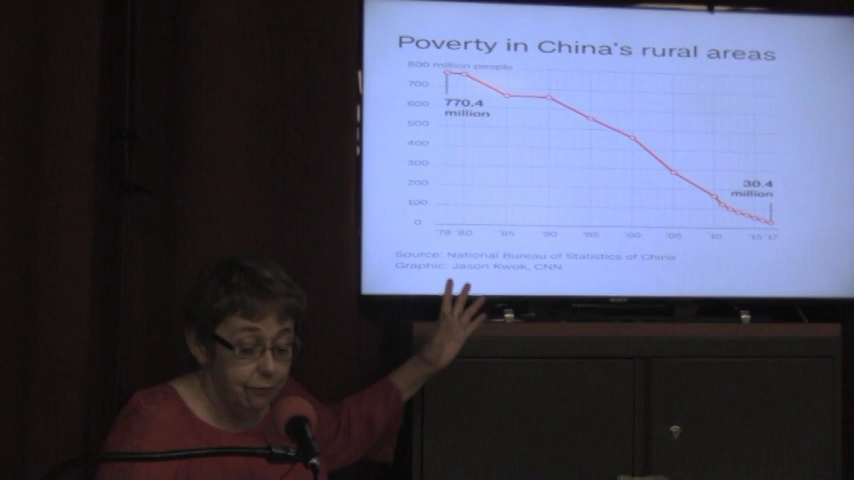 Poverty in China's rural areas
800 million people
700
770.4
million
600
500
400
300
30.4
million
200
100
0
'78 '80 '85 '90 '95 '00 '05 '10 '15 '17
Source: National Bureau of Statistics of China
Graphic: Jason Kwok, CNN
SONY